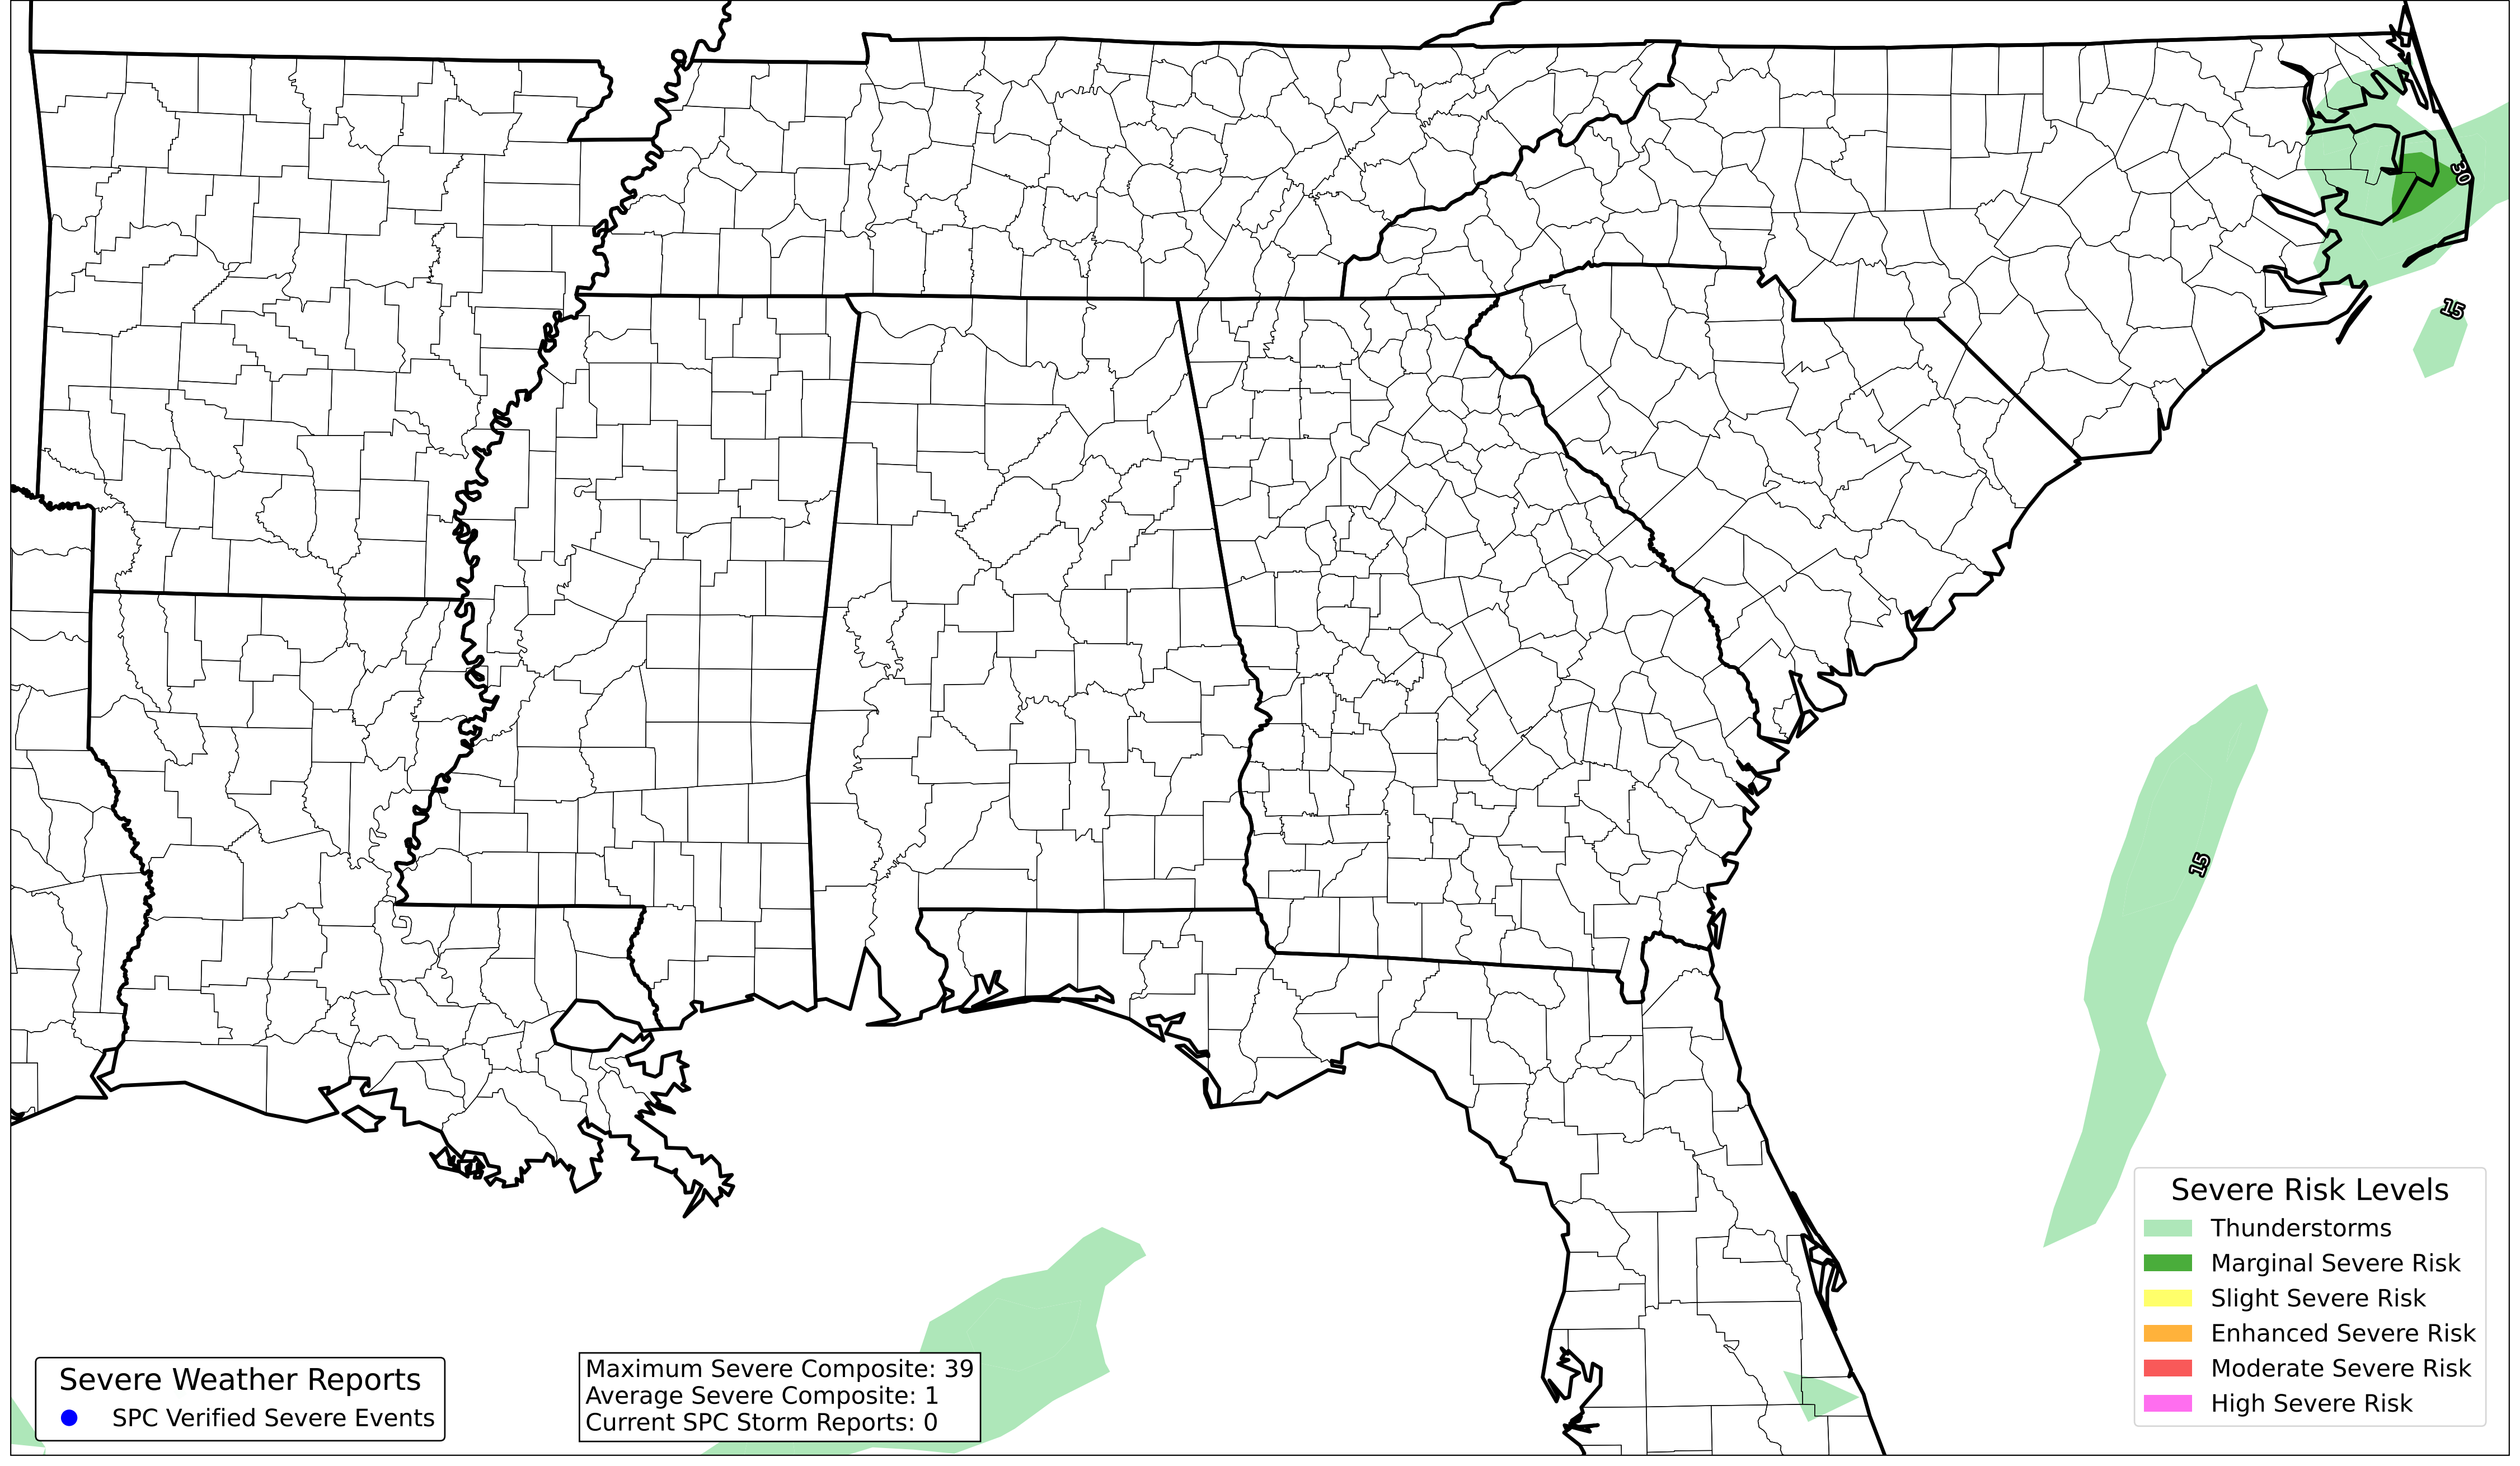 30
15
15
Severe Risk Levels
Thunderstorms
Marginal Severe Risk
Slight Severe Risk
Enhanced Severe Risk
Moderate Severe Risk
High Severe Risk
Severe Weather Reports
SPC Verified Severe Events
Maximum Severe Composite: 39
Average Severe Composite: 1
Current SPC Storm Reports: 0